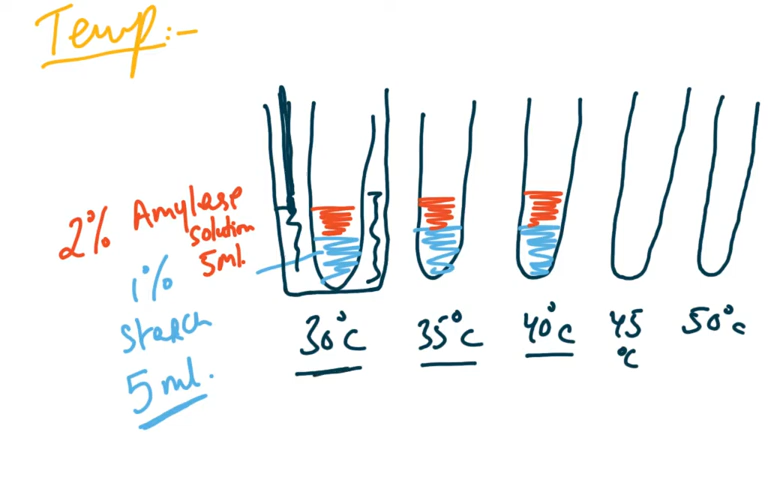 Temp:-
2% Amylase
solution
5ml.
1%
starch
5ml.
30°C
35°C
40°C
45
°C
50°C